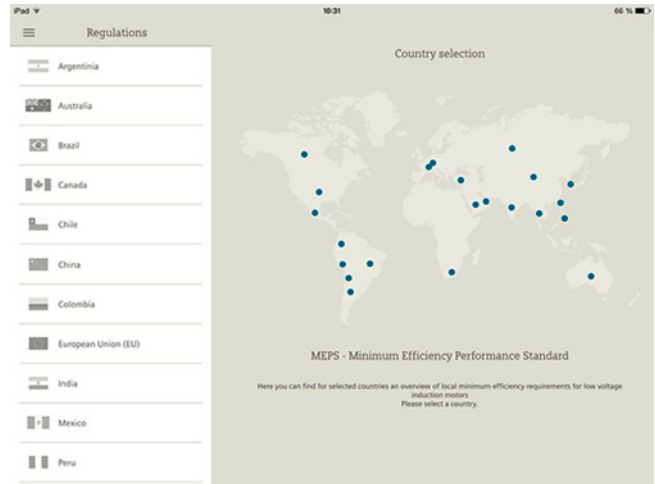 iPad
10:31
66 %
Regulations
Argentinia
Australia
Brazil
Canada
Chile
China
Colombia
European Union (EU)
India
Mexico
Peru
Country selection
MEPS - Minimum Efficiency Performance Standard
Here you can find for selected countries an overview of local minimum efficiency requirements for low voltage
induction motors
Please select a country.